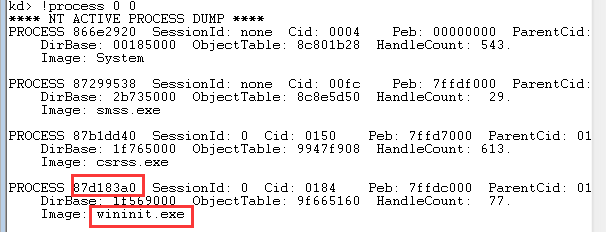 kd> !process 0 0
**** NT ACTIVE PROCESS DUMP ****
PROCESS 866e2920  SessionId: none  Cid: 0004    Peb: 00000000  ParentCid:
    DirBase: 00185000  ObjectTable: 8c801b28  HandleCount: 543.
    Image: System
PROCESS 87299538  SessionId: none  Cid: 00fc    Peb: 7ffdf000  ParentCid:
    DirBase: 2b735000  ObjectTable: 8c8e5d50  HandleCount:  29.
    Image: smss.exe
PROCESS 87b1dd40  SessionId: 0  Cid: 0150    Peb: 7ffd7000  ParentCid: 01
    DirBase: 1f765000  ObjectTable: 9947f908  HandleCount: 613.
    Image: csrss.exe
PROCESS 87d183a0  SessionId: 0  Cid: 0184    Peb: 7ffdc000  ParentCid: 01
    DirBase: 1f569000  ObjectTable: 9f665160  HandleCount:  77.
    Image: wininit.exe